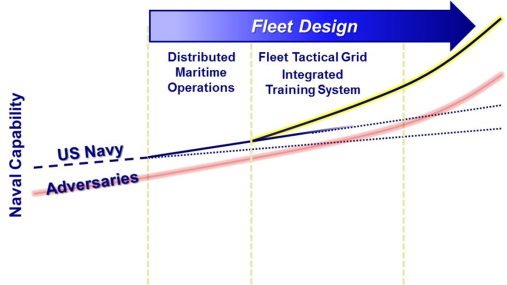 Fleet Design
Distributed
Maritime
Operations
Fleet Tactical Grid
Integrated
Training System
Naval Capability
US Navy
Adversaries